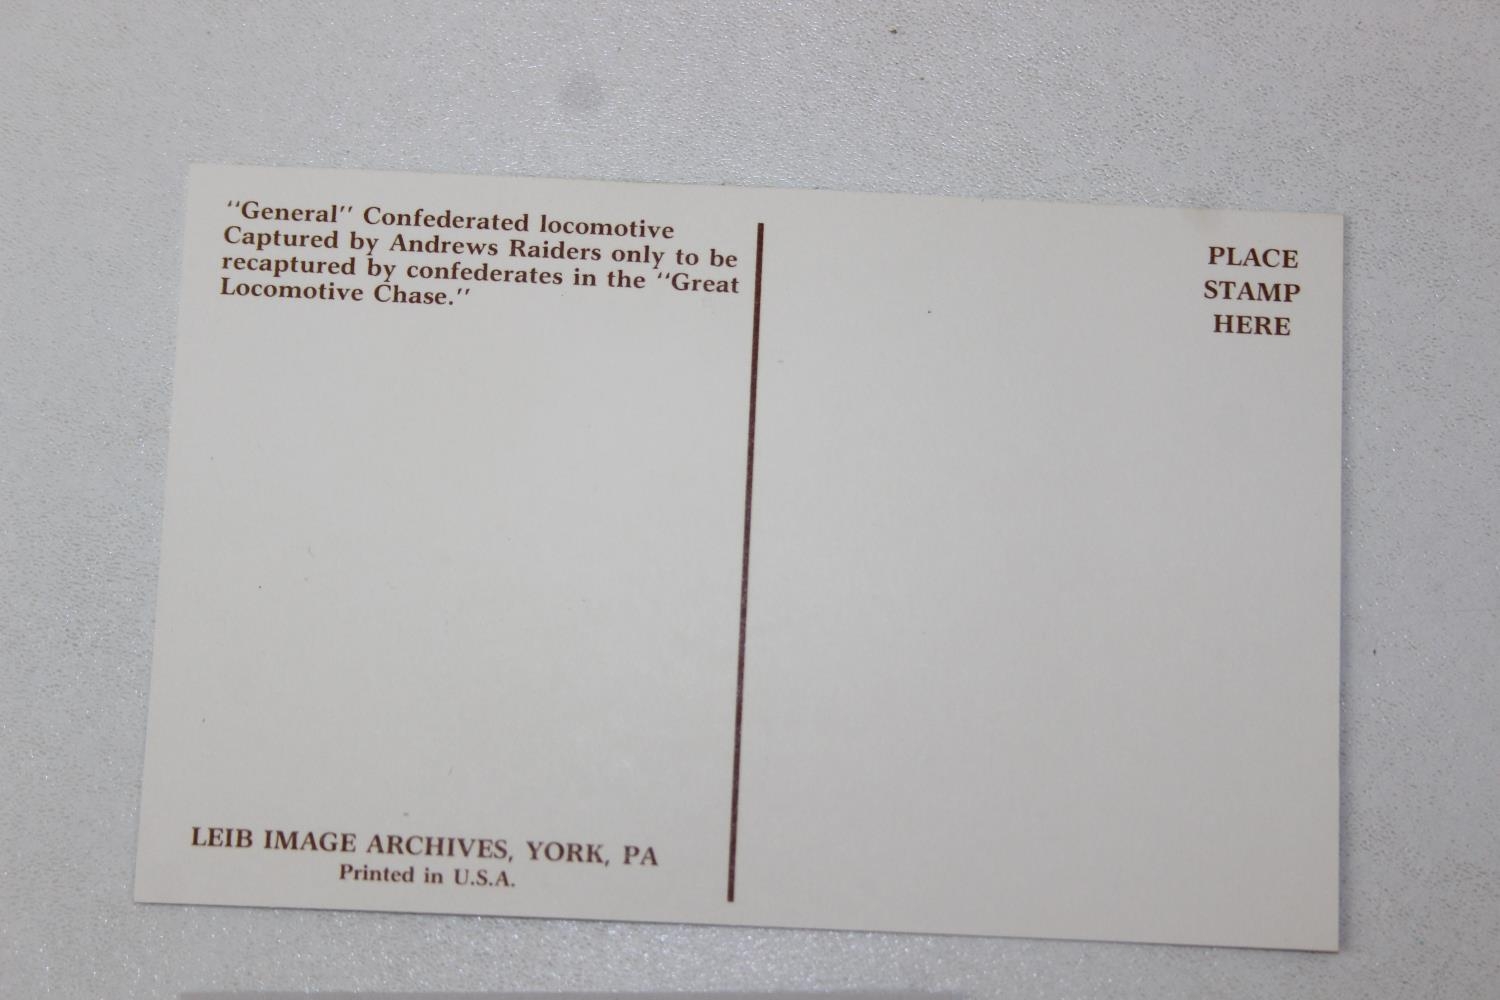 ‘‘General’’ Confederated locomotive
Captured by Andrews Raiders only to be
recaptured by confederates in the ‘‘Great
Locomotive Chase.’’
PLACE
STAMP
HERE
LEIB IMAGE ARCHIVES, YORK, PA
Printed in U.S.A.